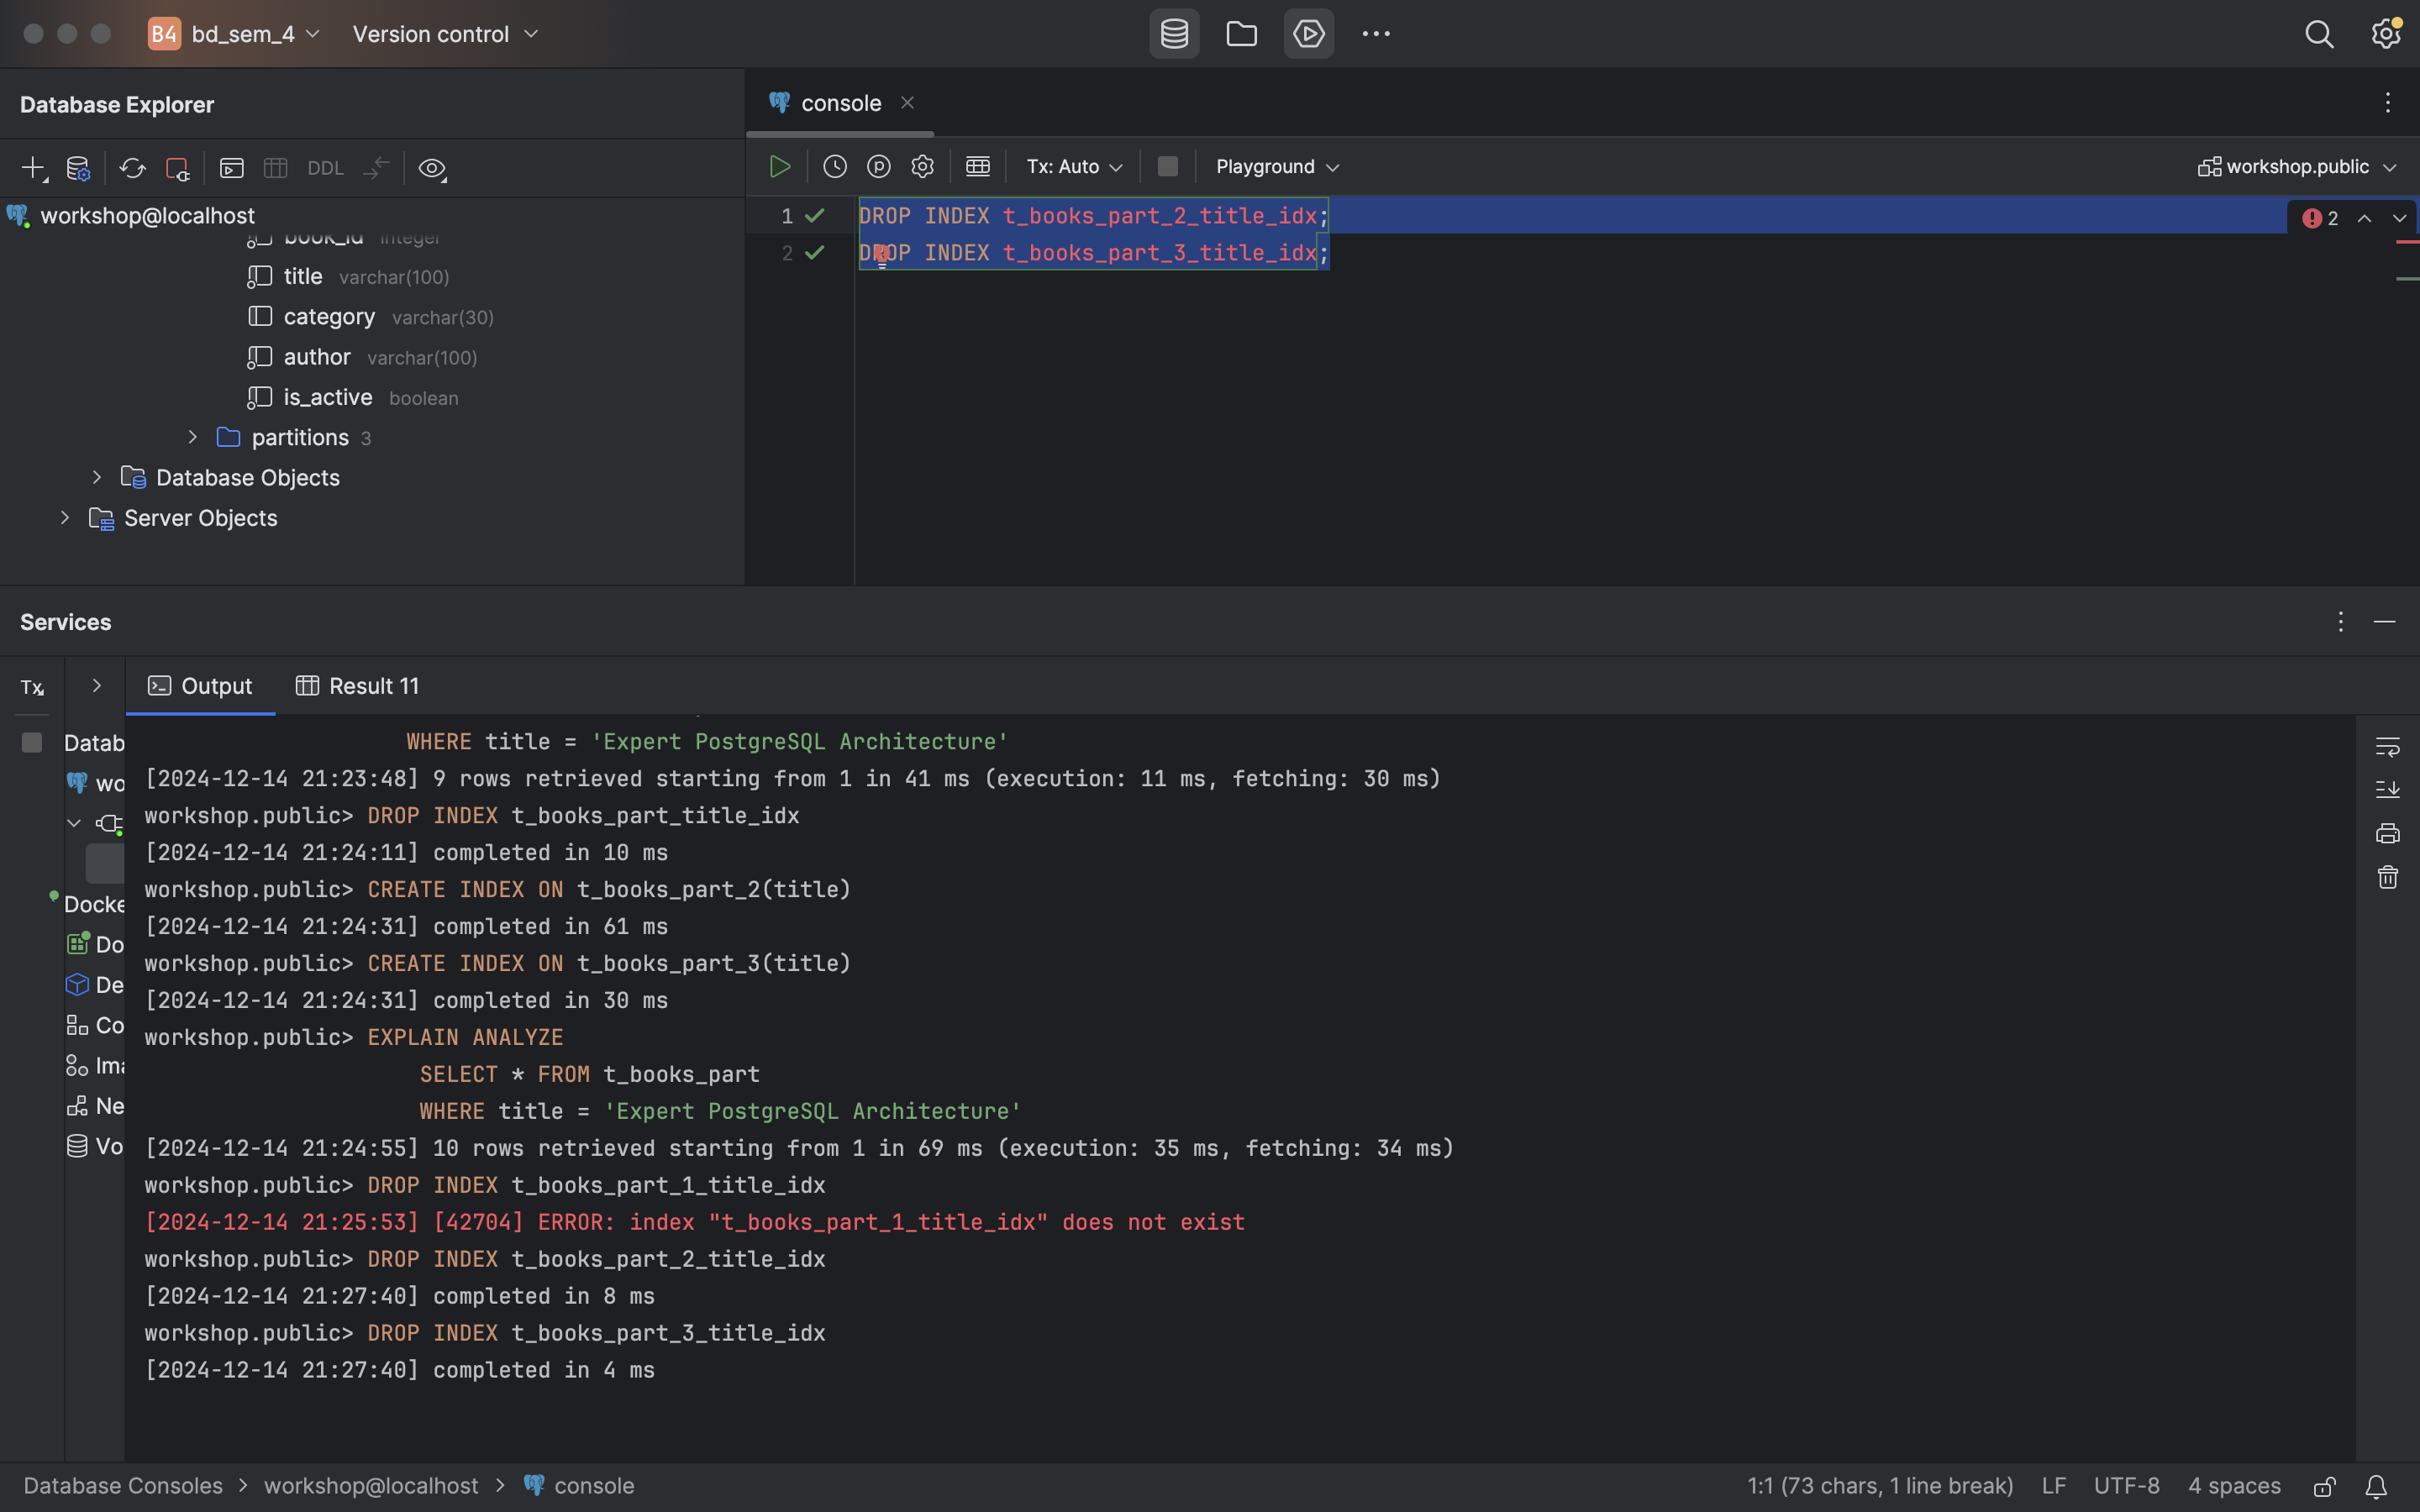 B4 bd_sem_4 Version control
Database Explorer
console
DDL
Tx: Auto
Playground
workshop.public
workshop@localhost
book_id integer
title varchar(100)
category varchar(30)
author varchar(100)
is_active boolean
partitions 3
Database Objects
Server Objects
1 DROP INDEX t_books_part_2_title_idx;
2 DROP INDEX t_books_part_3_title_idx;
2
Services
Tx
Output
Result 11
Datab
wo
Docke
Do
De
Co
Ima
Ne
Vo
WHERE title = 'Expert PostgreSQL Architecture'
[2024-12-14 21:23:48] 9 rows retrieved starting from 1 in 41 ms (execution: 11 ms, fetching: 30 ms)
workshop.public> DROP INDEX t_books_part_title_idx
[2024-12-14 21:24:11] completed in 10 ms
workshop.public> CREATE INDEX ON t_books_part_2(title)
[2024-12-14 21:24:31] completed in 61 ms
workshop.public> CREATE INDEX ON t_books_part_3(title)
[2024-12-14 21:24:31] completed in 30 ms
workshop.public> EXPLAIN ANALYZE
SELECT * FROM t_books_part
WHERE title = 'Expert PostgreSQL Architecture'
[2024-12-14 21:24:55] 10 rows retrieved starting from 1 in 69 ms (execution: 35 ms, fetching: 34 ms)
workshop.public> DROP INDEX t_books_part_1_title_idx
[2024-12-14 21:25:53] [42704] ERROR: index "t_books_part_1_title_idx" does not exist
workshop.public> DROP INDEX t_books_part_2_title_idx
[2024-12-14 21:27:40] completed in 8 ms
workshop.public> DROP INDEX t_books_part_3_title_idx
[2024-12-14 21:27:40] completed in 4 ms
Database Consoles > workshop@localhost > console
1:1 (73 chars, 1 line break) LF UTF-8 4 spaces